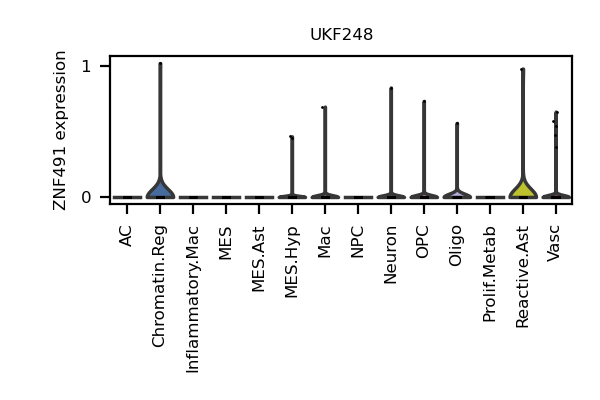 UKF248
ZNF491 expression
1
0
AC
Chromatin.Reg
Inflammatory.Mac
MES
MES.Ast
MES.Hyp
Mac
NPC
Neuron
OPC
Oligo
Prolif.Metab
Reactive.Ast
Vasc